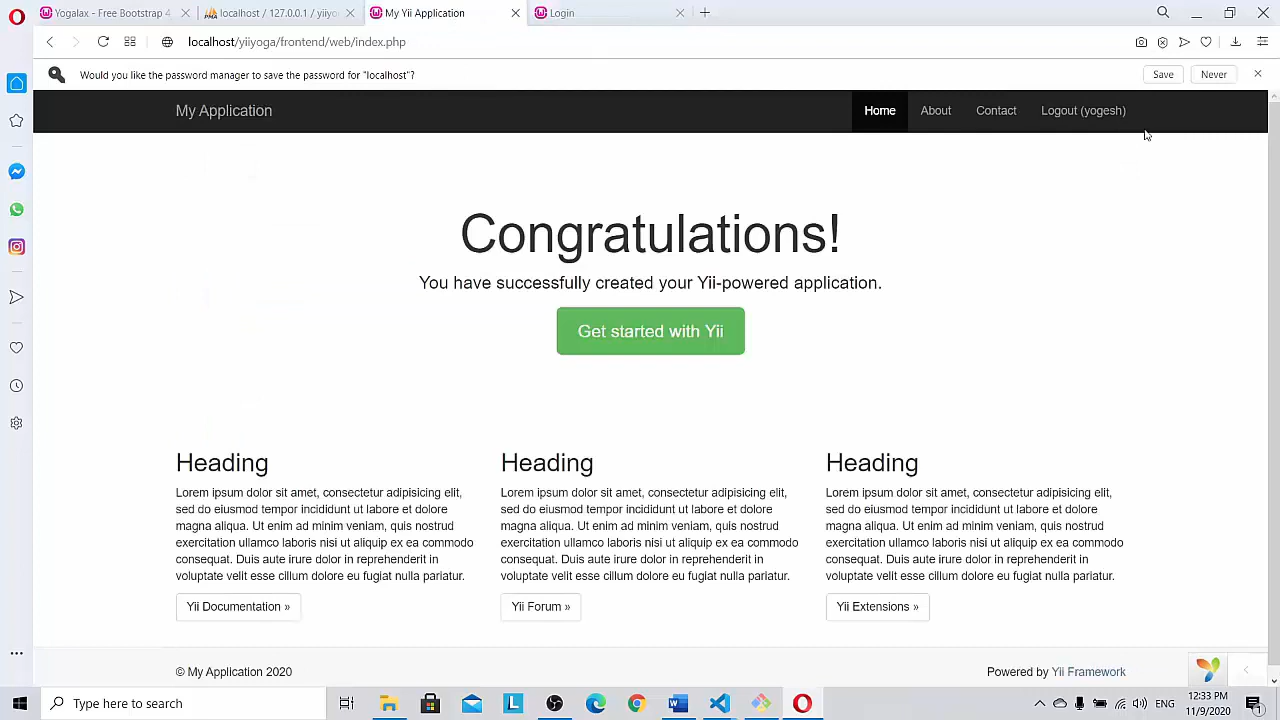 Yogalax - Free Bootstrap 4
localhost / 127.0.0.1 / yiiyo
My Yii Application
Login
localhost/yiiyoga/frontend/web/index.php
Would you like the password manager to save the password for "localhost"?
Save
Never
My Application
Home
About
Contact
Logout (yogesh)
Congratulations!
You have successfully created your Yii-powered application.
Get started with Yii
Heading
Lorem ipsum dolor sit amet, consectetur adipisicing elit,
sed do eiusmod tempor incididunt ut labore et dolore
magna aliqua. Ut enim ad minim veniam, quis nostrud
exercitation ullamco laboris nisi ut aliquip ex ea commodo
consequat. Duis aute irure dolor in reprehenderit in
voluptate velit esse cillum dolore eu fugiat nulla pariatur.
Yii Documentation »
Heading
Lorem ipsum dolor sit amet, consectetur adipisicing elit,
sed do eiusmod tempor incididunt ut labore et dolore
magna aliqua. Ut enim ad minim veniam, quis nostrud
exercitation ullamco laboris nisi ut aliquip ex ea commodo
consequat. Duis aute irure dolor in reprehenderit in
voluptate velit esse cillum dolore eu fugiat nulla pariatur.
Yii Forum »
Heading
Lorem ipsum dolor sit amet, consectetur adipisicing elit,
sed do eiusmod tempor incididunt ut labore et dolore
magna aliqua. Ut enim ad minim veniam, quis nostrud
exercitation ullamco laboris nisi ut aliquip ex ea commodo
consequat. Duis aute irure dolor in reprehenderit in
voluptate velit esse cillum dolore eu fugiat nulla pariatur.
Yii Extensions »
© My Application 2020
Powered by Yii Framework
Type here to search
ENG
12:33 PM
11/9/2020